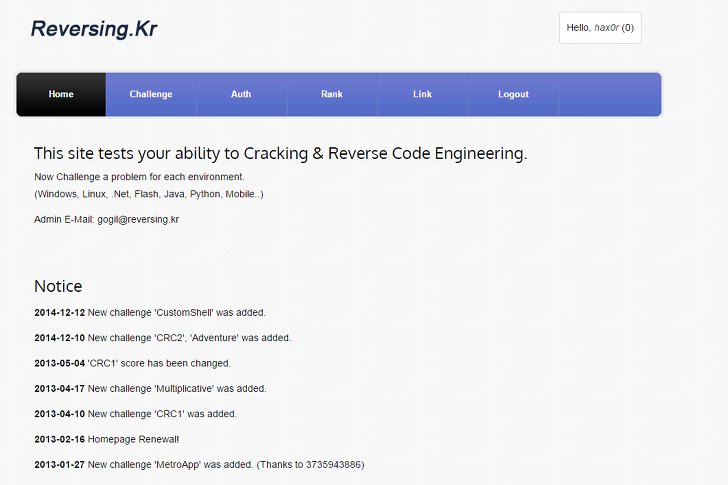 Reversing.Kr
Hello, hax0r (0)
Home Challenge Auth Rank Link Logout
This site tests your ability to Cracking & Reverse Code Engineering.
Now Challenge a problem for each environment.
(Windows, Linux, .Net, Flash, Java, Python, Mobile..)
Admin E-Mail: gogil@reversing.kr
Notice
2014-12-12 New challenge 'CustomShell' was added.
2014-12-10 New challenge 'CRC2', 'Adventure' was added.
2013-05-04 'CRC1' score has been changed.
2013-04-17 New challenge 'Multiplicative' was added.
2013-04-10 New challenge 'CRC1' was added.
2013-02-16 Homepage Renewal!
2013-01-27 New challenge 'MetroApp' was added. (Thanks to 3735943886)